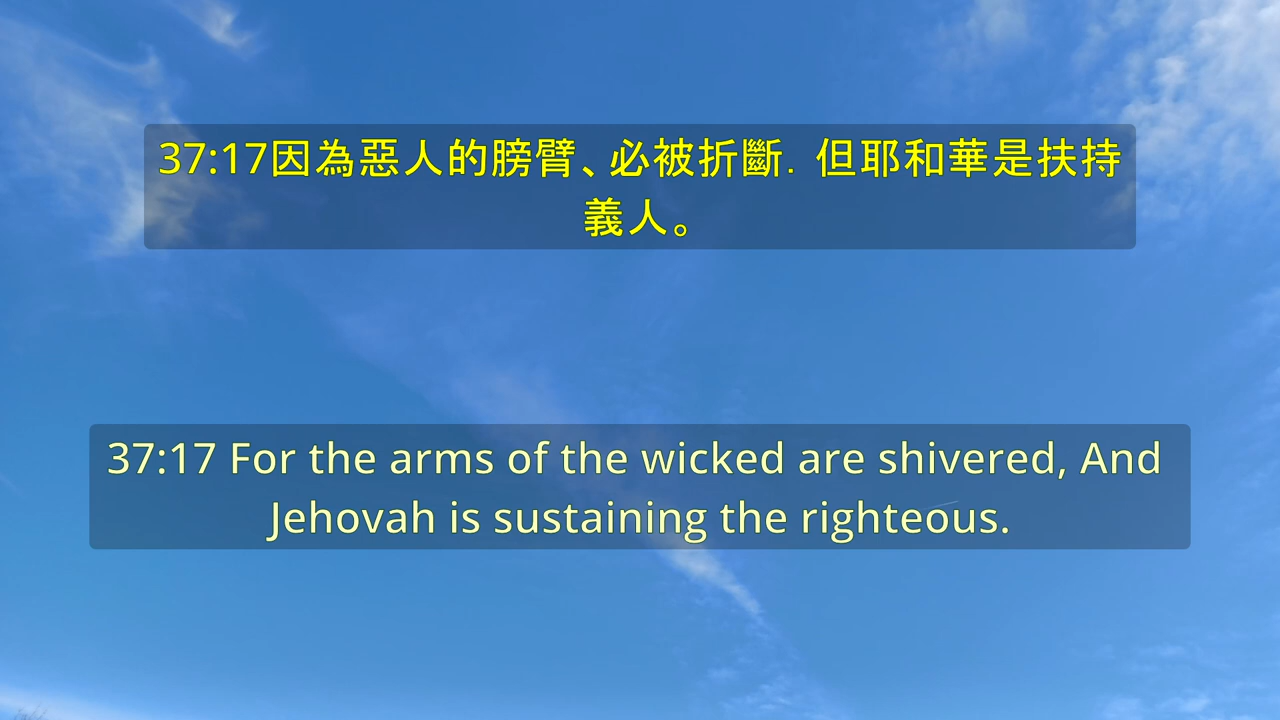 37:17因為惡人的膀臂、必被折斷．但耶和華是扶持
義人。
37:17 For the arms of the wicked are shivered, And
Jehovah is sustaining the righteous.